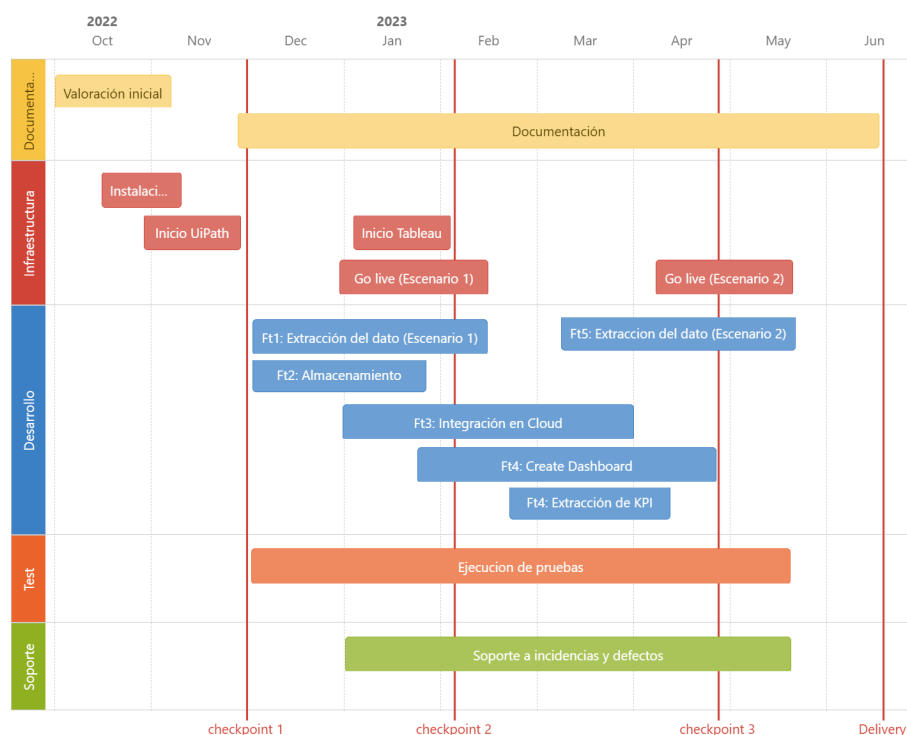 2022
2023
Oct
Nov
Dec
Jan
Feb
Mar
Apr
May
Jun
Documenta...
Valoración inicial
Documentación
Infraestructura
Instalaci...
Inicio UiPath
Inicio Tableau
Go live (Escenario 1)
Go live (Escenario 2)
Desarrollo
Ft1: Extracción del dato (Escenario 1)
Ft5: Extraccion del dato (Escenario 2)
Ft2: Almacenamiento
Ft3: Integración en Cloud
Ft4: Create Dashboard
Ft4: Extracción de KPI
Test
Ejecucion de pruebas
Soporte
Soporte a incidencias y defectos
checkpoint 1
checkpoint 2
checkpoint 3
Delivery